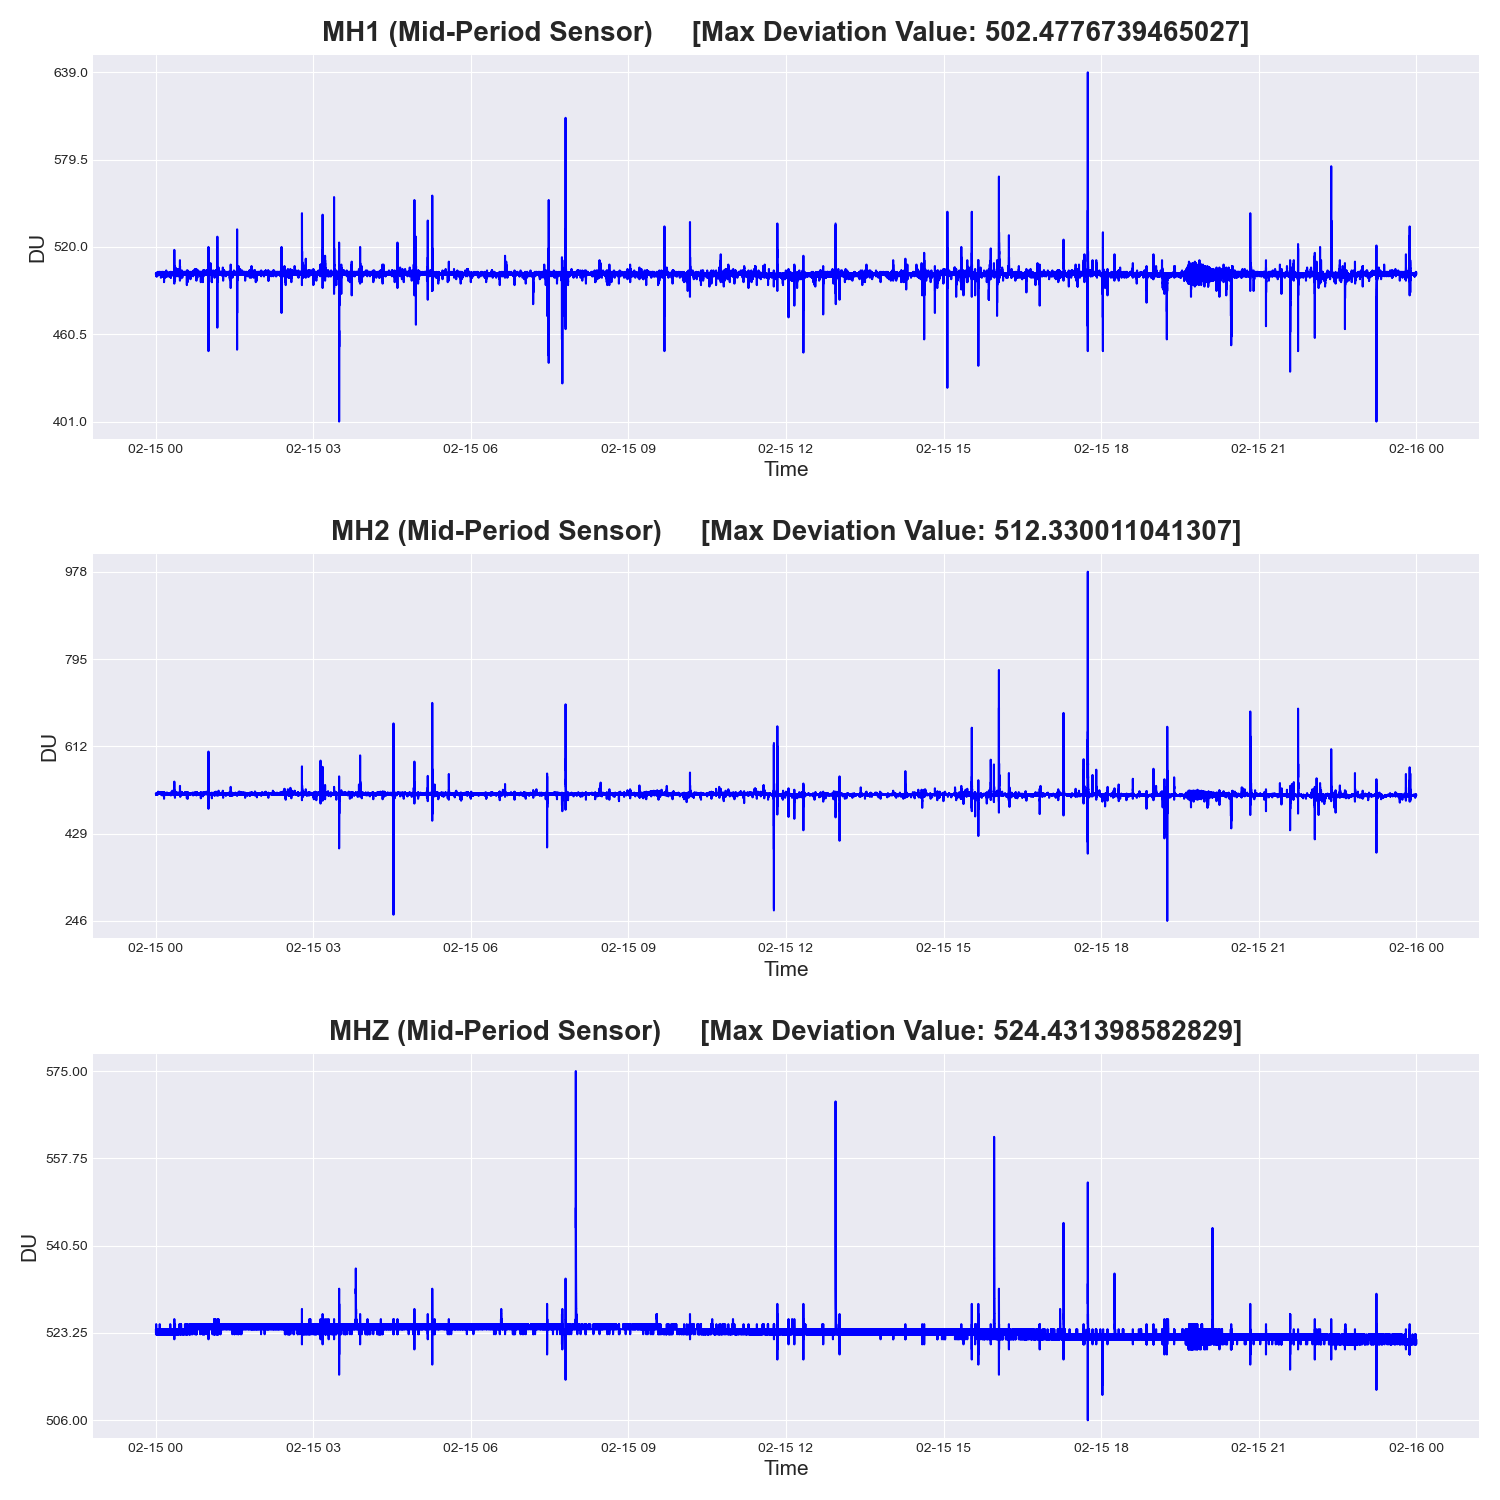 MH1 (Mid-Period Sensor) [Max Deviation Value: 502.4776739465027]
639.0
579.5
520.0
460.5
401.0
DU
02-15 00 02-15 03 02-15 06 02-15 09 02-15 12 02-15 15 02-15 18 02-15 21 02-16 00
Time
MH2 (Mid-Period Sensor) [Max Deviation Value: 512.330011041307]
978
795
612
429
246
DU
02-15 00 02-15 03 02-15 06 02-15 09 02-15 12 02-15 15 02-15 18 02-15 21 02-16 00
Time
MHZ (Mid-Period Sensor) [Max Deviation Value: 524.431398582829]
575.00
557.75
540.50
523.25
506.00
DU
02-15 00 02-15 03 02-15 06 02-15 09 02-15 12 02-15 15 02-15 18 02-15 21 02-16 00
Time